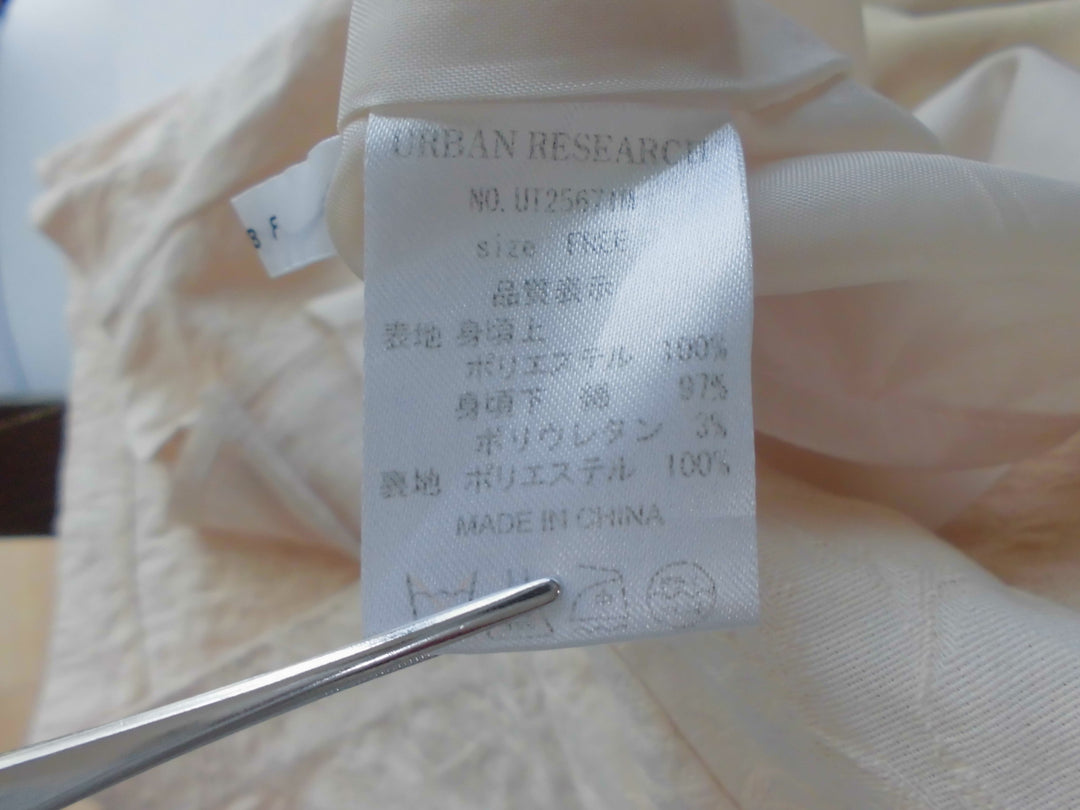 URBAN RESEARCH
size FREE
品質表示
表地 身頃上
ポリエステル 100%
身頃下 綿 97%
ポリウレタン 3%
裏地 ポリエステル 100%
MADE IN CHINA